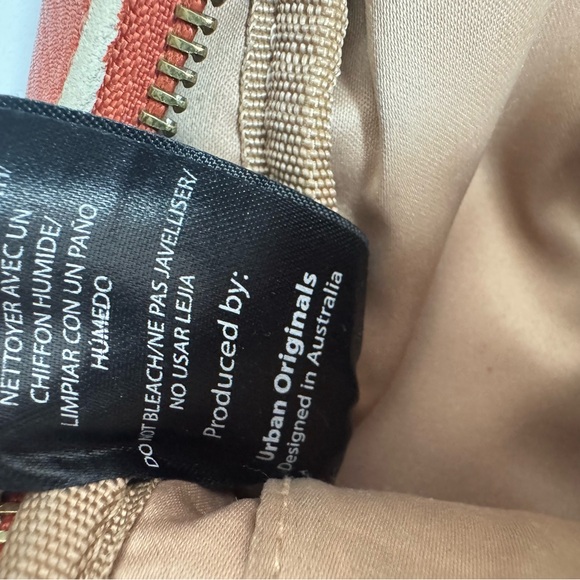 NETTOYER AVEC UN
CHIFFON HUMIDE/
LIMPIAR CON UN PAÑO
HÚMEDO
DO NOT BLEACH/NE PAS JAVELLISER/
NO USAR LEJIA
Produced by:
Urban Originals
Designed in Australia